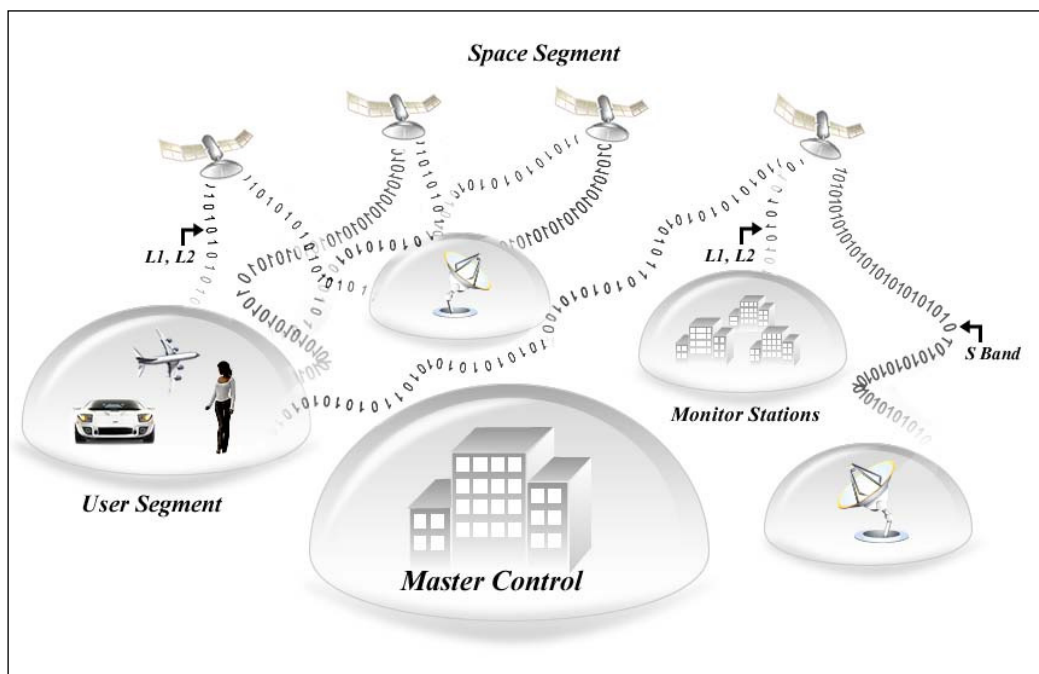 Space Segment
L1, L2
L1, L2
S Band
Monitor Stations
User Segment
Master Control